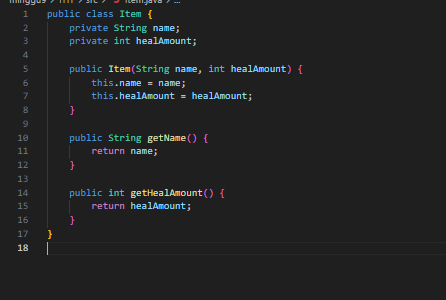 src > Item.java > ...
1 public class Item {
2     private String name;
3     private int healAmount;
4
5     public Item(String name, int healAmount) {
6         this.name = name;
7         this.healAmount = healAmount;
8     }
9
10     public String getName() {
11         return name;
12     }
13
14     public int getHealAmount() {
15         return healAmount;
16     }
17 }
18